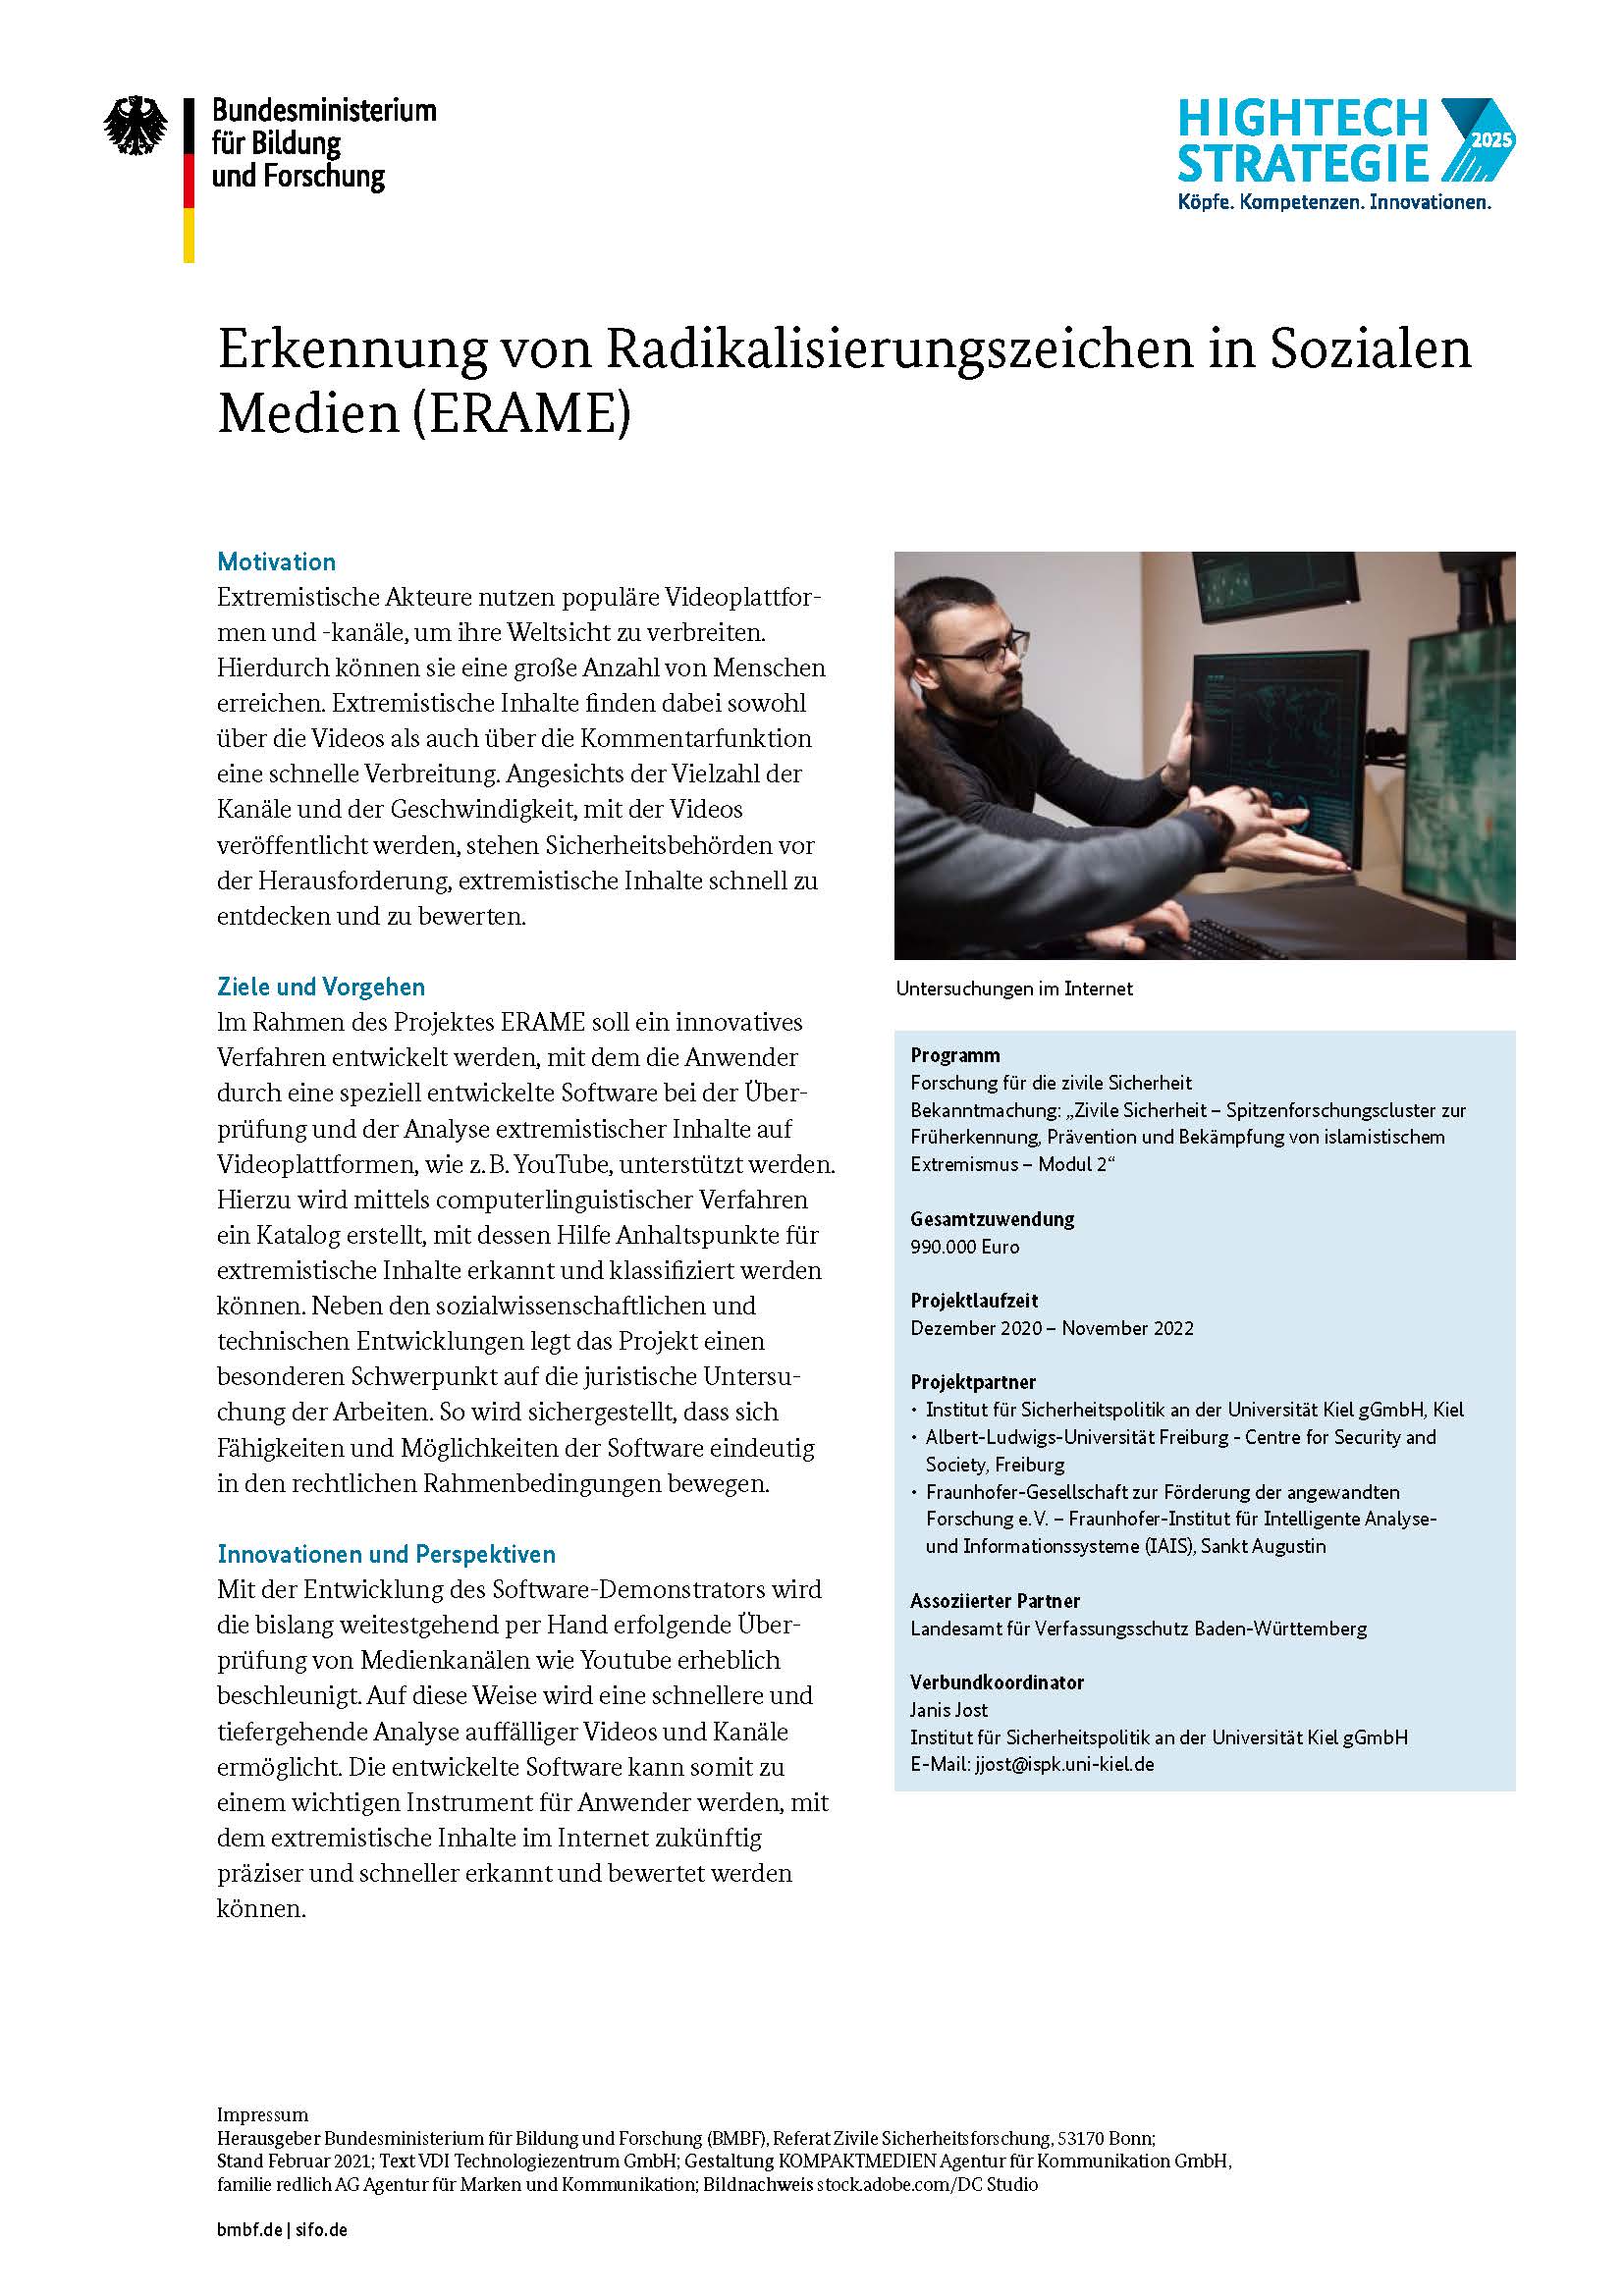 Bundesministerium
für Bildung
und Forschung
HIGHTECH
STRATEGIE
2025
Köpfe. Kompetenzen. Innovationen.
Erkennung von Radikalisierungszeichen in Sozialen
Medien (ERAME)
Motivation
Extremistische Akteure nutzen populäre Videoplattfor-
men und -kanäle, um ihre Weltsicht zu verbreiten.
Hierdurch können sie eine große Anzahl von Menschen
erreichen. Extremistische Inhalte finden dabei sowohl
über die Videos als auch über die Kommentarfunktion
eine schnelle Verbreitung. Angesichts der Vielzahl der
Kanäle und der Geschwindigkeit, mit der Videos
veröffentlicht werden, stehen Sicherheitsbehörden vor
der Herausforderung, extremistische Inhalte schnell zu
entdecken und zu bewerten.
Ziele und Vorgehen
Im Rahmen des Projektes ERAME soll ein innovatives
Verfahren entwickelt werden, mit dem die Anwender
durch eine speziell entwickelte Software bei der Über-
prüfung und der Analyse extremistischer Inhalte auf
Videoplattformen, wie z. B. YouTube, unterstützt werden.
Hierzu wird mittels computerlinguistischer Verfahren
ein Katalog erstellt, mit dessen Hilfe Anhaltspunkte für
extremistische Inhalte erkannt und klassifiziert werden
können. Neben den sozialwissenschaftlichen und
technischen Entwicklungen legt das Projekt einen
besonderen Schwerpunkt auf die juristische Untersu-
chung der Arbeiten. So wird sichergestellt, dass sich
Fähigkeiten und Möglichkeiten der Software eindeutig
in den rechtlichen Rahmenbedingungen bewegen.
Innovationen und Perspektiven
Mit der Entwicklung des Software-Demonstrators wird
die bislang weitestgehend per Hand erfolgende Über-
prüfung von Medienkanälen wie Youtube erheblich
beschleunigt. Auf diese Weise wird eine schnellere und
tiefergehende Analyse auffälliger Videos und Kanäle
ermöglicht. Die entwickelte Software kann somit zu
einem wichtigen Instrument für Anwender werden, mit
dem extremistische Inhalte im Internet zukünftig
präziser und schneller erkannt und bewertet werden
können.
Untersuchungen im Internet
Programm
Forschung für die zivile Sicherheit
Bekanntmachung: „Zivile Sicherheit – Spitzenforschungscluster zur
Früherkennung, Prävention und Bekämpfung von islamistischem
Extremismus – Modul 2“
Gesamtzuwendung
990.000 Euro
Projektlaufzeit
Dezember 2020 – November 2022
Projektpartner
• Institut für Sicherheitspolitik an der Universität Kiel gGmbH, Kiel
• Albert-Ludwigs-Universität Freiburg - Centre for Security and
Society, Freiburg
• Fraunhofer-Gesellschaft zur Förderung der angewandten
Forschung e. V. – Fraunhofer-Institut für Intelligente Analyse-
und Informationssysteme (IAIS), Sankt Augustin
Assoziierter Partner
Landesamt für Verfassungsschutz Baden-Württemberg
Verbundkoordinator
Janis Jost
Institut für Sicherheitspolitik an der Universität Kiel gGmbH
E-Mail: jjost@ispk.uni-kiel.de
Impressum
Herausgeber Bundesministerium für Bildung und Forschung (BMBF), Referat Zivile Sicherheitsforschung, 53170 Bonn;
Stand Februar 2021; Text VDI Technologiezentrum GmbH; Gestaltung KOMPAKTMEDIEN Agentur für Kommunikation GmbH,
familie redlich AG Agentur für Marken und Kommunikation; Bildnachweis stock.adobe.com/DC Studio
bmbf.de | sifo.de